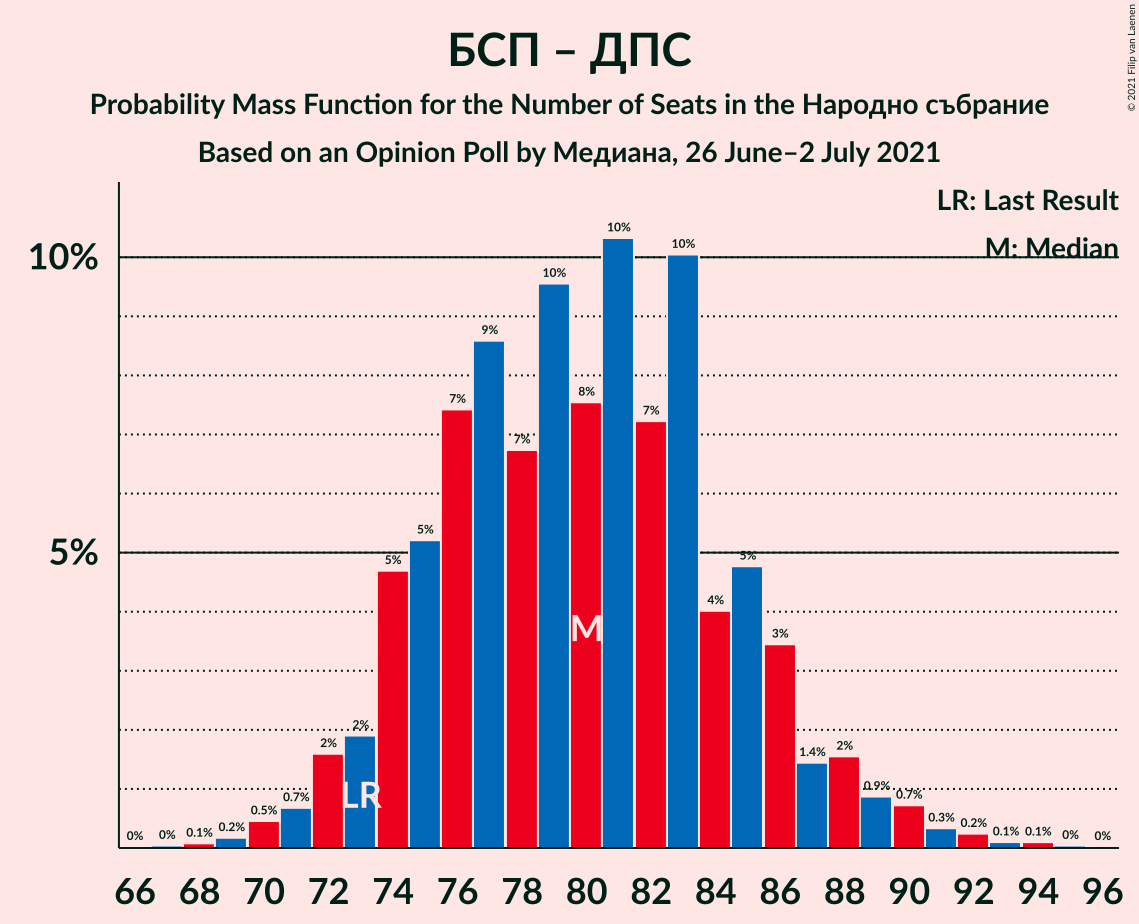 БСП – ДПС
Probability Mass Function for the Number of Seats in the Народно събрание
Based on an Opinion Poll by Медиана, 26 June–2 July 2021
© 2021 Filip van Laenen
LR: Last Result
M: Median
10%
5%
0% 0% 0.1% 0.2% 0.5% 0.7% 2% 2% 5% 5% 7% 9% 7% 10% 8% 10% 7% 10% 4% 5% 3% 1.4% 2% 0.9% 0.7% 0.3% 0.2% 0.1% 0.1% 0% 0%
M
LR
66 68 70 72 74 76 78 80 82 84 86 88 90 92 94 96